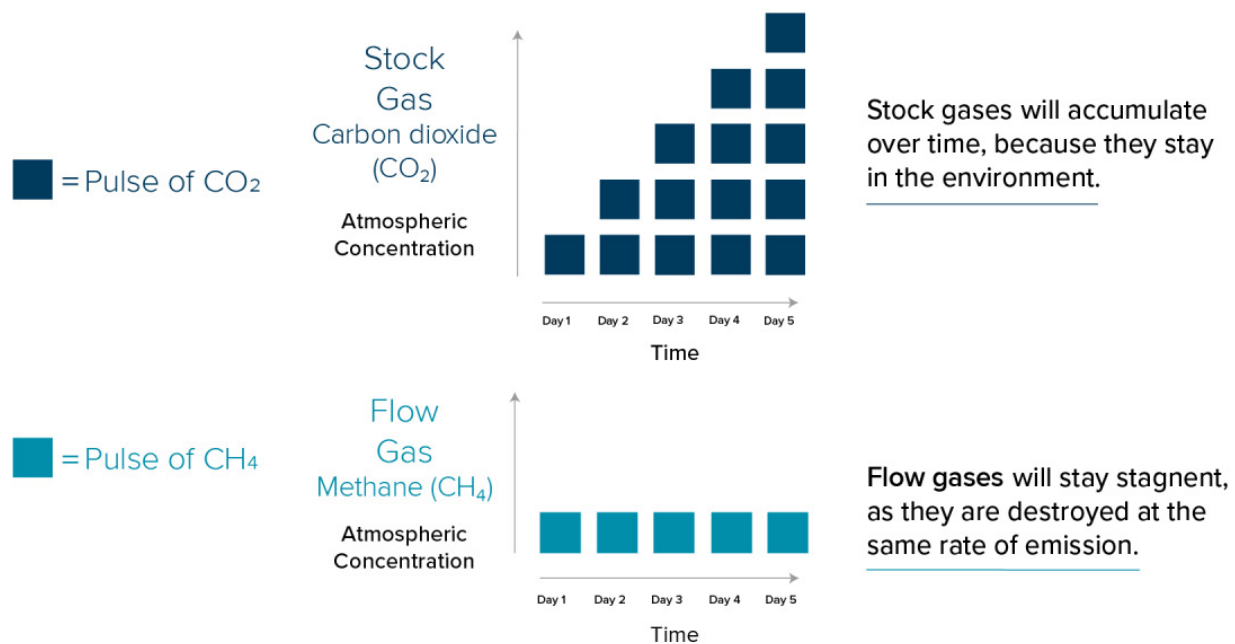 = Pulse of CO₂
Stock
Gas
Carbon dioxide
(CO₂)
Atmospheric
Concentration
Day 1 Day 2 Day 3 Day 4 Day 5
Time
Stock gases will accumulate
over time, because they stay
in the environment.
= Pulse of CH₄
Flow
Gas
Methane (CH₄)
Atmospheric
Concentration
Day 1 Day 2 Day 3 Day 4 Day 5
Time
Flow gases will stay stagnent,
as they are destroyed at the
same rate of emission.